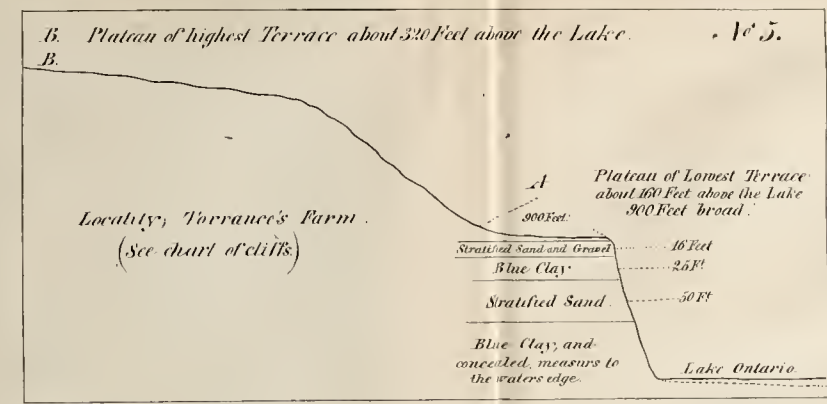 B. Plateau of highest Terrace about 320 Feet above the Lake.
No 5.
B.
A
Plateau of Lowest Terrace
about 160 Feet above the Lake
900 Feet broad.
900 Feet.
Locality, Torrance's Farm.
(See chart of cliffs.)
Stratified Sand and Gravel
16 Feet
Blue Clay
25 Ft
Stratified Sand.
50 Ft
Blue Clay, and
concealed, measurs to
the waters edge.
Lake Ontario.